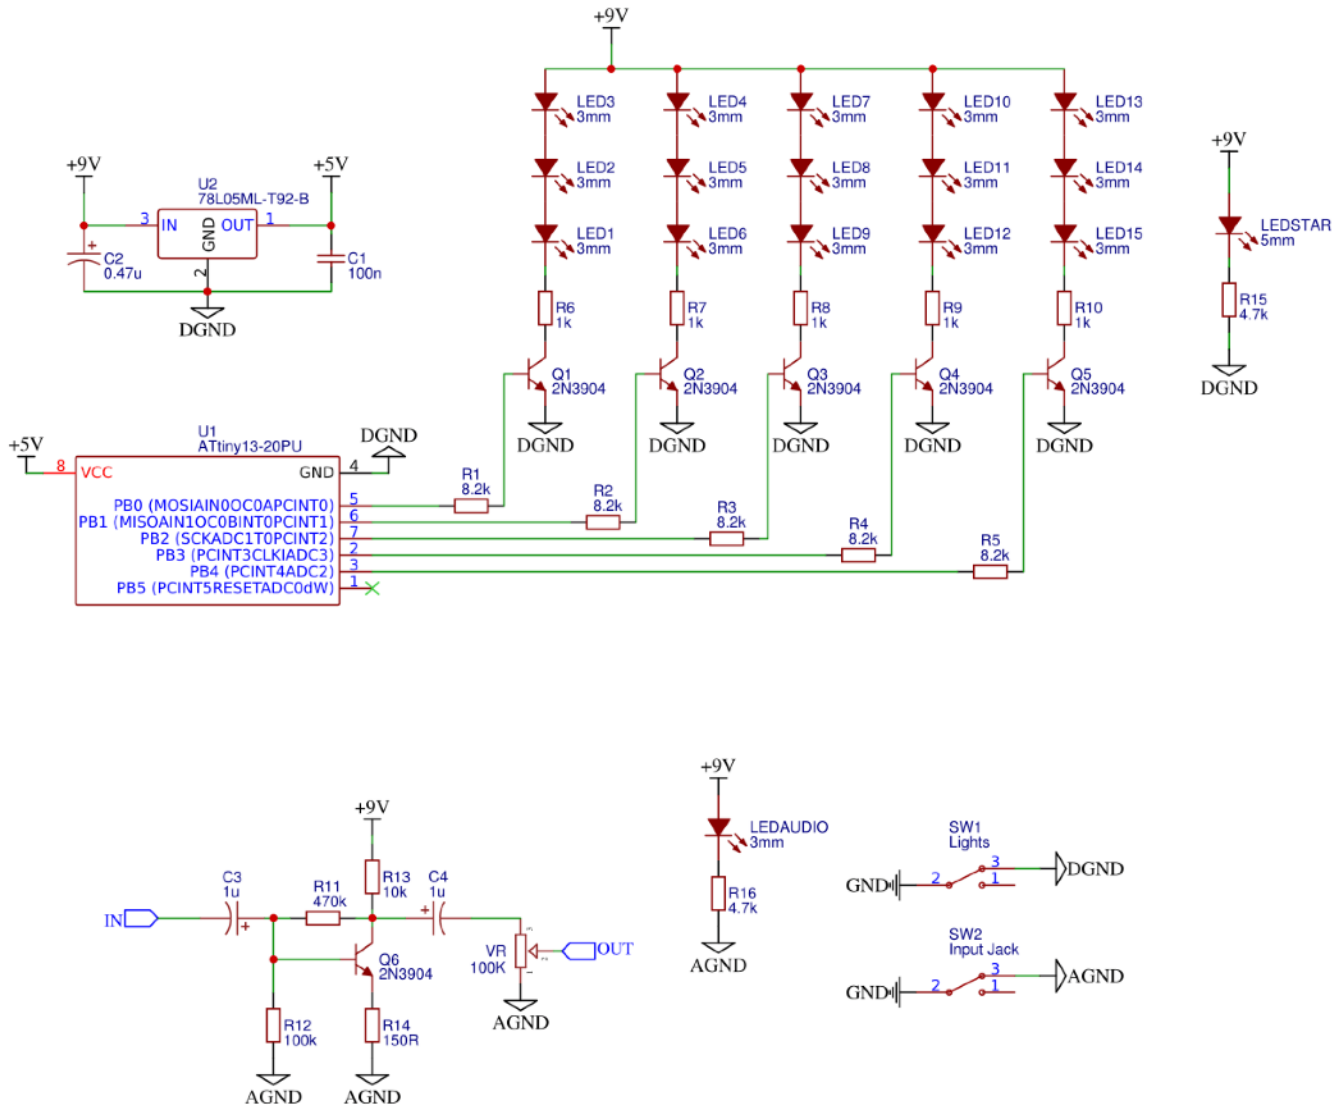 +9V
LED3
3mm
LED4
3mm
LED7
3mm
LED10
3mm
LED13
3mm
LED2
3mm
LED5
3mm
LED8
3mm
LED11
3mm
LED14
3mm
LED1
3mm
LED6
3mm
LED9
3mm
LED12
3mm
LED15
3mm
R6
1k
R7
1k
R8
1k
R9
1k
R10
1k
Q1
2N3904
Q2
2N3904
Q3
2N3904
Q4
2N3904
Q5
2N3904
DGND
DGND
DGND
DGND
DGND
+9V
LEDSTAR
5mm
R15
4.7k
DGND
+9V
U2
78L05ML-T92-B
+5V
3 IN
OUT 1
GND
2
C2
0.47u
C1
100n
DGND
+5V
U1
ATtiny13-20PU
DGND
8 VCC
GND 4
PB0 (MOSIAIN0OC0APCINT0) 5
PB1 (MISOAIN1OC0BINT0PCINT1) 6
PB2 (SCKADC1T0PCINT2) 7
PB3 (PCINT3CLKIADC3) 2
PB4 (PCINT4ADC2) 3
PB5 (PCINT5RESETADC0dW) 1
R1
8.2k
R2
8.2k
R3
8.2k
R4
8.2k
R5
8.2k
+9V
C3
1u
R11
470k
R13
10k
C4
1u
IN
Q6
2N3904
VR
100K
OUT
R12
100k
R14
150R
AGND
AGND
AGND
+9V
LEDAUDIO
3mm
R16
4.7k
AGND
SW1
Lights
GND 2
3
1
DGND
SW2
Input Jack
GND 2
3
1
AGND